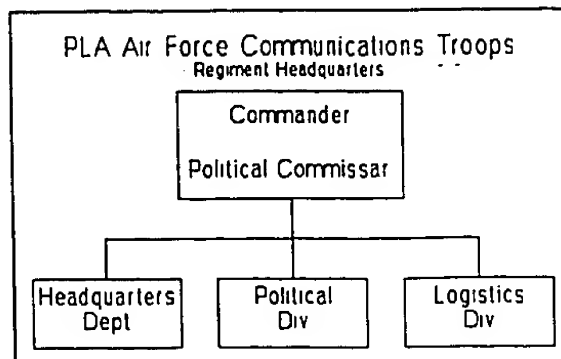 PLA Air Force Communications Troops
Regiment Headquarters
Commander
Political Commissar
Headquarters
Dept
Political
Div
Logistics
Div